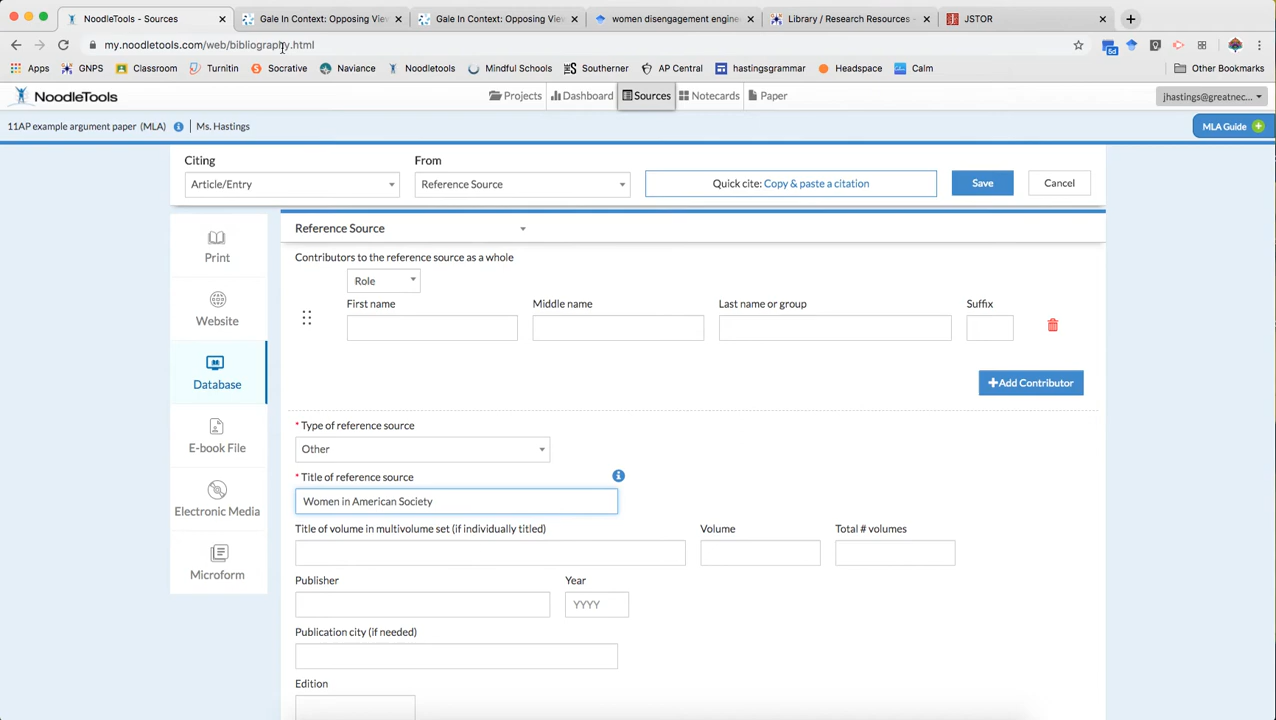 NoodleTools - Sources
Gale In Context: Opposing View
Gale In Context: Opposing View
women disengagement engine
Library / Research Resources -
JSTOR
my.noodletools.com/web/bibliography.html
6d
Apps
GNPS
Classroom
Turnitin
Socrative
Naviance
Noodletools
Mindful Schools
Southerner
AP Central
hastingsgrammar
Headspace
Calm
Other Bookmarks
NoodleTools
Projects
Dashboard
Sources
Notecards
Paper
jhastings@greatnec...
11AP example argument paper (MLA)
Ms. Hastings
MLA Guide
Citing
From
Article/Entry
Reference Source
Quick cite: Copy & paste a citation
Save
Cancel
Print
Website
Database
E-book File
Electronic Media
Microform
Reference Source
Contributors to the reference source as a whole
Role
First name
Middle name
Last name or group
Suffix
+Add Contributor
* Type of reference source
Other
* Title of reference source
Women in American Society
Title of volume in multivolume set (if individually titled)
Volume
Total # volumes
Publisher
Year
YYYY
Publication city (if needed)
Edition